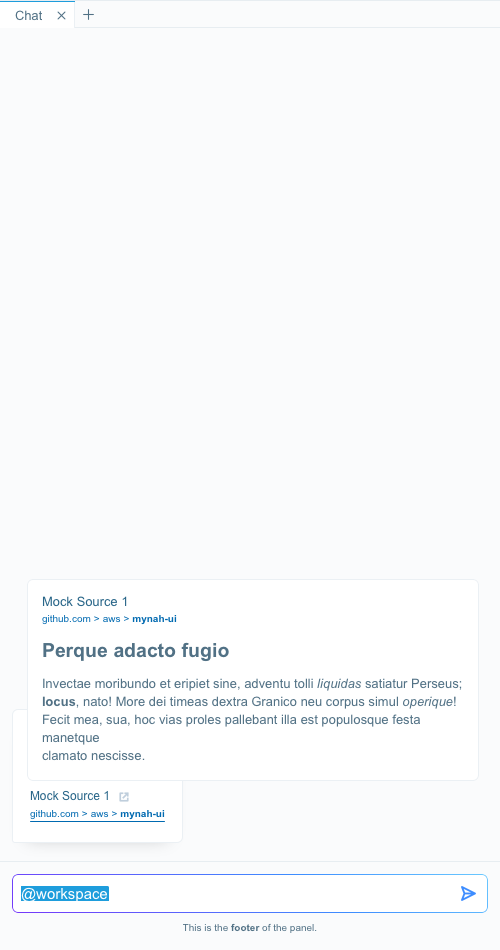 Chat
Mock Source 1
github.com > aws > mynah-ui
Perque adacto fugio
Invectae moribundo et eripiet sine, adventu tolli liquidas satiatur Perseus;
locus, nato! More dei timeas dextra Granico neu corpus simul operique!
Fecit mea, sua, hoc vias proles pallebant illa est populosque festa
manetque
clamato nescisse.
Mock Source 1
github.com > aws > mynah-ui
@workspace
This is the footer of the panel.